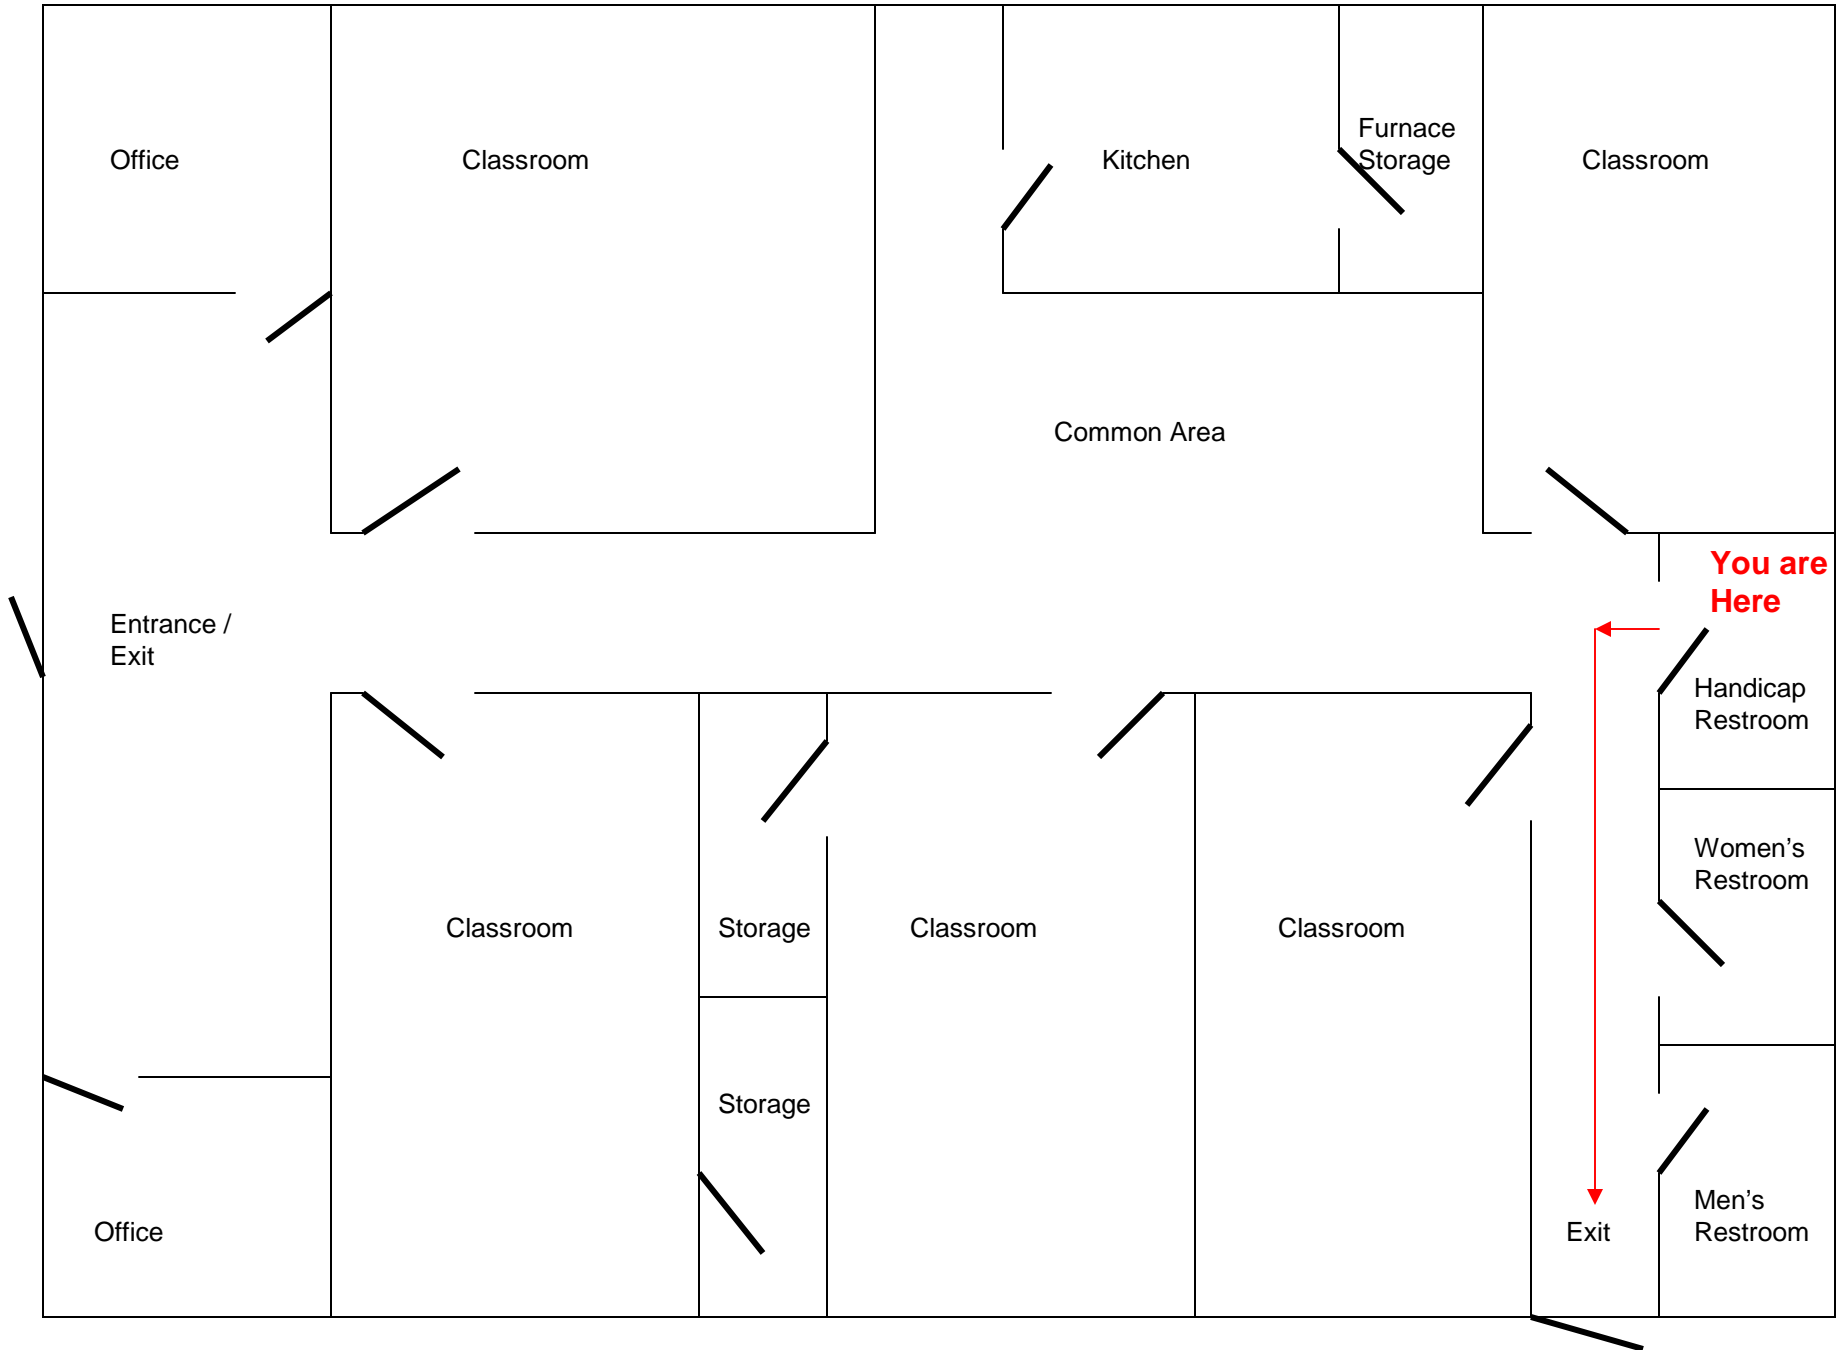 Office
Classroom
Kitchen
Furnace
Storage
Classroom
Common Area
You are
Here
Entrance /
Exit
Handicap
Restroom
Women’s
Restroom
Classroom
Storage
Classroom
Classroom
Storage
Office
Exit
Men’s
Restroom